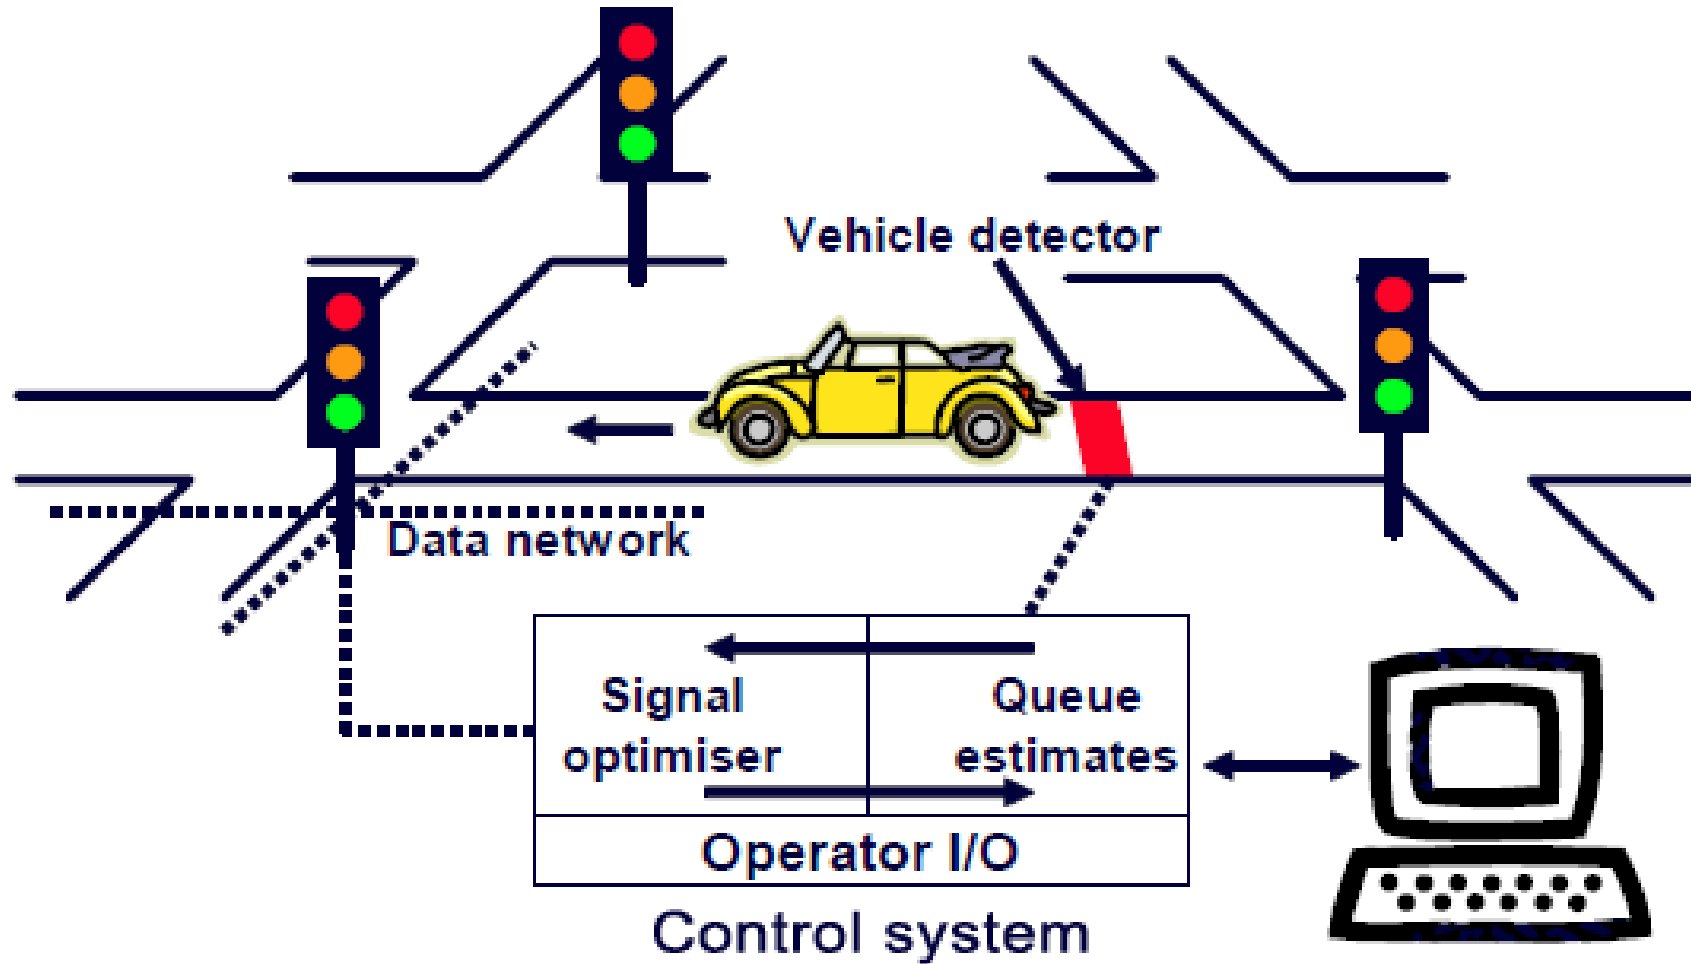 Vehicle detector
Data network
Signal
optimiser
Queue
estimates
Operator I/O
Control system